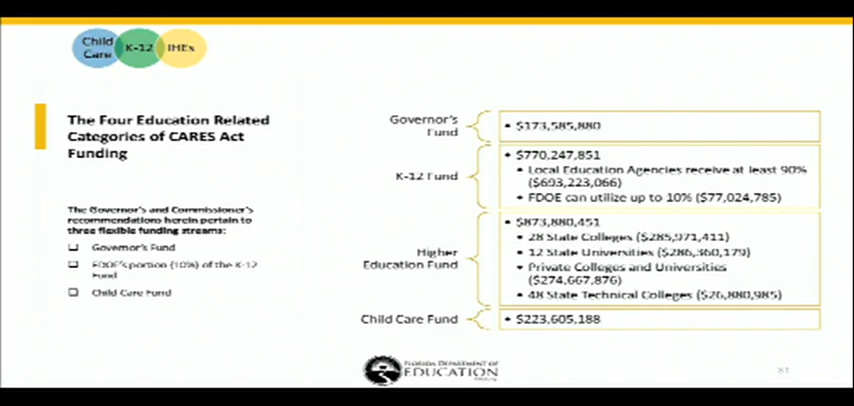 Child
Care
K-12
IHEs
The Four Education Related
Categories of CARES Act
Funding
The Governor's and Commissioner's
recommendations herein pertain to
three flexible funding streams:
Governor's Fund
FDOE's portion (10%) of the K-12
Fund
Child Care Fund
Governor's
Fund
• $173,585,880
K-12 Fund
• $770,247,851
• Local Education Agencies receive at least 90%
($693,223,066)
• FDOE can utilize up to 10% ($77,024,785)
Higher
Education Fund
• $873,880,451
• 28 State Colleges ($285,971,411)
• 12 State Universities ($286,360,179)
• Private Colleges and Universities
($274,667,876)
• 48 State Technical Colleges ($26,880,985)
Child Care Fund
• $223,605,188
FLORIDA DEPARTMENT OF
EDUCATION